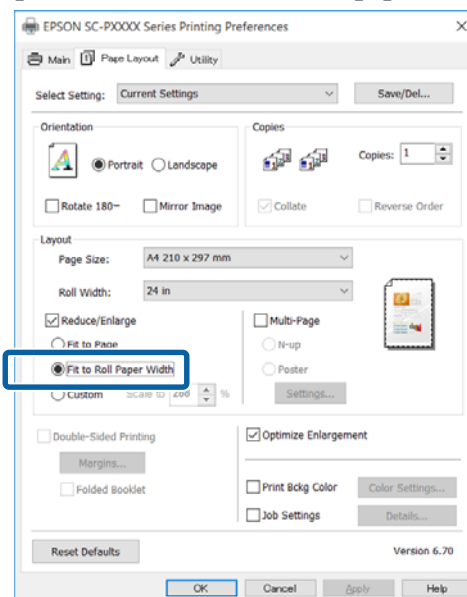 EPSON SC-PXXXX Series Printing Preferences
Main Page Layout Utility
Select Setting: Current Settings Save/Del...
Orientation Copies
Portrait Landscape Copies: 1
Rotate 180° Mirror Image Collate Reverse Order
Layout
Page Size: A4 210 x 297 mm
Roll Width: 24 in
Reduce/Enlarge Multi-Page
Fit to Page N-up
Fit to Roll Paper Width Poster
Custom Scale to 288 % Settings...
Double-Sided Printing Optimize Enlargement
Margins...
Folded Booklet Print Bckg Color Color Settings...
Job Settings Details...
Reset Defaults Version 6.70
OK Cancel Apply Help